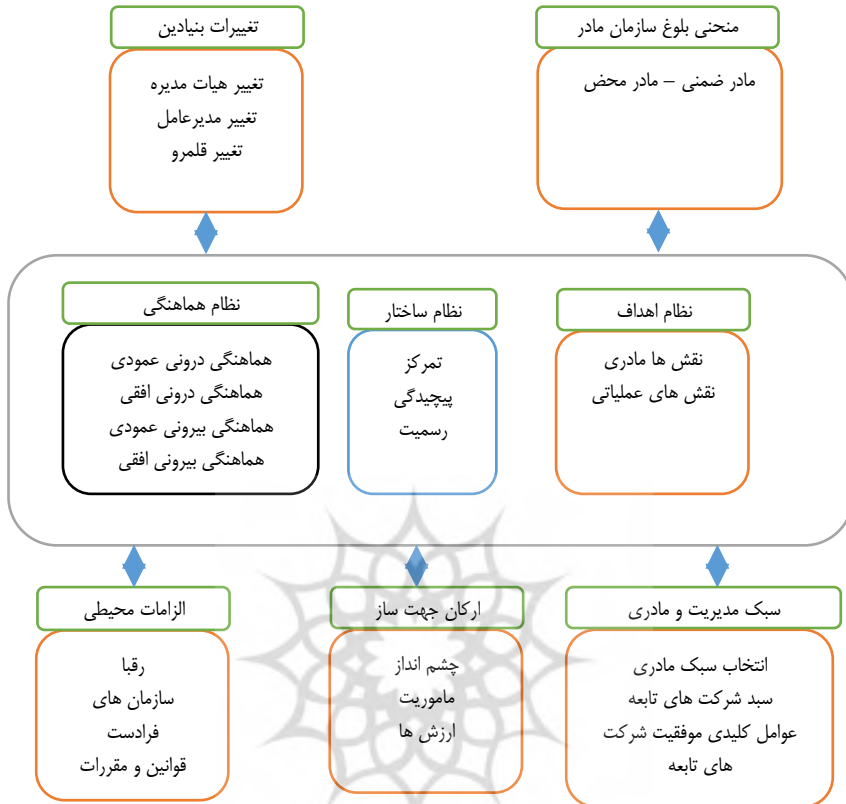 منحنی بلوغ سازمان مادر
مادر ضمنی – مادر محض
تغییرات بنیادین
تغییر هیات مدیره
تغییر مدیرعامل
تغییر قلمرو
نظام اهداف
نقش ها مادری
نقش های عملیاتی
نظام ساختار
تمرکز
پیچیدگی
رسمیت
نظام هماهنگی
هماهنگی درونی عمودی
هماهنگی درونی افقی
هماهنگی بیرونی عمودی
هماهنگی بیرونی افقی
سبک مدیریت و مادری
انتخاب سبک مادری
سبد شرکت های تابعه
عوامل کلیدی موفقیت شرکت
های تابعه
ارکان جهت ساز
چشم انداز
ماموریت
ارزش ها
الزامات محیطی
رقبا
سازمان های
فرادست
قوانین و مقررات